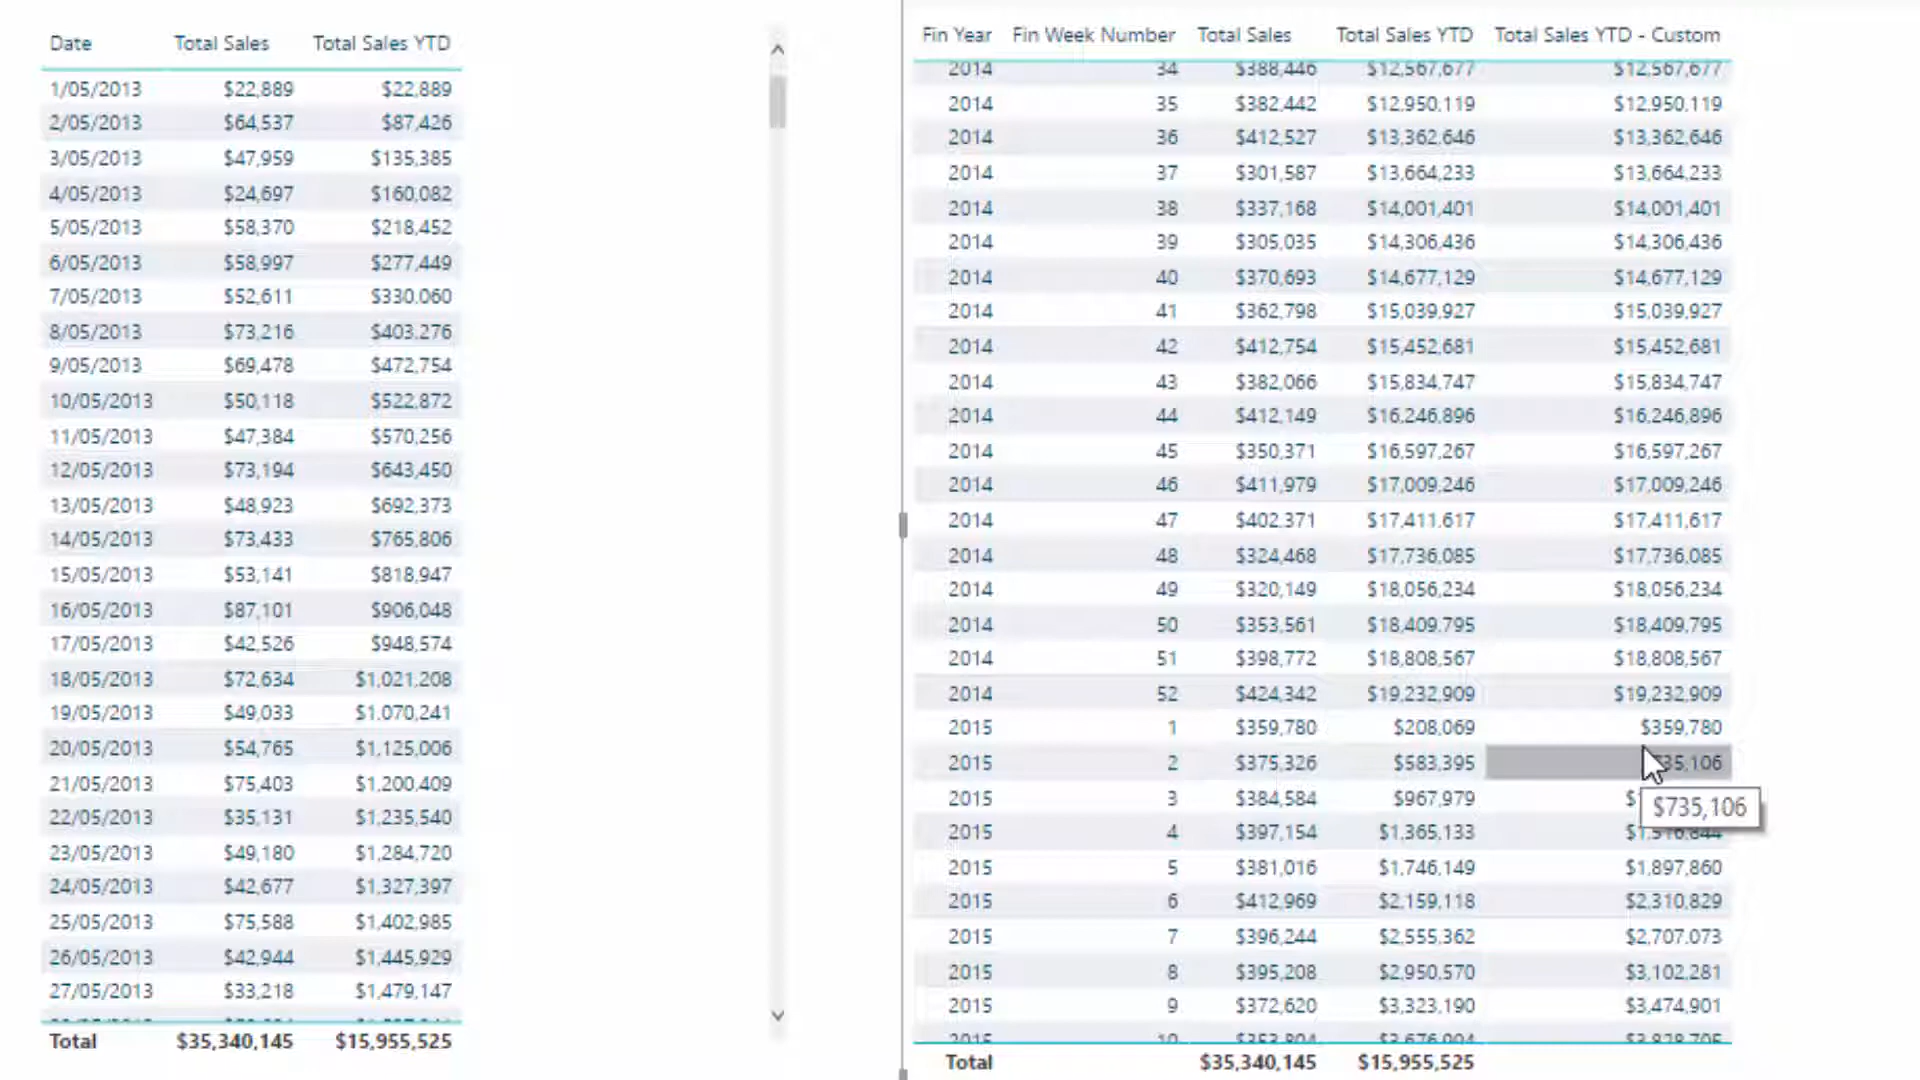 Date Total Sales Total Sales YTD
1/05/2013 $22,889 $22,889
2/05/2013 $64,537 $87,426
3/05/2013 $47,959 $135,385
4/05/2013 $24,697 $160,082
5/05/2013 $58,370 $218,452
6/05/2013 $58,997 $277,449
7/05/2013 $52,611 $330,060
8/05/2013 $73,216 $403,276
9/05/2013 $69,478 $472,754
10/05/2013 $50,118 $522,872
11/05/2013 $47,384 $570,256
12/05/2013 $73,194 $643,450
13/05/2013 $48,923 $692,373
14/05/2013 $73,433 $765,806
15/05/2013 $53,141 $818,947
16/05/2013 $87,101 $906,048
17/05/2013 $42,526 $948,574
18/05/2013 $72,634 $1,021,208
19/05/2013 $49,033 $1,070,241
20/05/2013 $54,765 $1,125,006
21/05/2013 $75,403 $1,200,409
22/05/2013 $35,131 $1,235,540
23/05/2013 $49,180 $1,284,720
24/05/2013 $42,677 $1,327,397
25/05/2013 $75,588 $1,402,985
26/05/2013 $42,944 $1,445,929
27/05/2013 $33,218 $1,479,147
Total $35,340,145 $15,955,525
Fin Year Fin Week Number Total Sales Total Sales YTD Total Sales YTD - Custom
2014 34 $388,446 $12,567,677 $12,567,677
2014 35 $382,442 $12,950,119 $12,950,119
2014 36 $412,527 $13,362,646 $13,362,646
2014 37 $301,587 $13,664,233 $13,664,233
2014 38 $337,168 $14,001,401 $14,001,401
2014 39 $305,035 $14,306,436 $14,306,436
2014 40 $370,693 $14,677,129 $14,677,129
2014 41 $362,798 $15,039,927 $15,039,927
2014 42 $412,754 $15,452,681 $15,452,681
2014 43 $382,066 $15,834,747 $15,834,747
2014 44 $412,149 $16,246,896 $16,246,896
2014 45 $350,371 $16,597,267 $16,597,267
2014 46 $411,979 $17,009,246 $17,009,246
2014 47 $402,371 $17,411,617 $17,411,617
2014 48 $324,468 $17,736,085 $17,736,085
2014 49 $320,149 $18,056,234 $18,056,234
2014 50 $353,561 $18,409,795 $18,409,795
2014 51 $398,772 $18,808,567 $18,808,567
2014 52 $424,342 $19,232,909 $19,232,909
2015 1 $359,780 $208,069 $359,780
2015 2 $375,326 $583,395 35,106
2015 3 $384,584 $967,979
$735,106
2015 4 $397,154 $1,365,133 $1,516,844
2015 5 $381,016 $1,746,149 $1,897,860
2015 6 $412,969 $2,159,118 $2,310,829
2015 7 $396,244 $2,555,362 $2,707,073
2015 8 $395,208 $2,950,570 $3,102,281
2015 9 $372,620 $3,323,190 $3,474,901
2015 10 $353,804 $3,676,994 $3,828,705
Total $35,340,145 $15,955,525